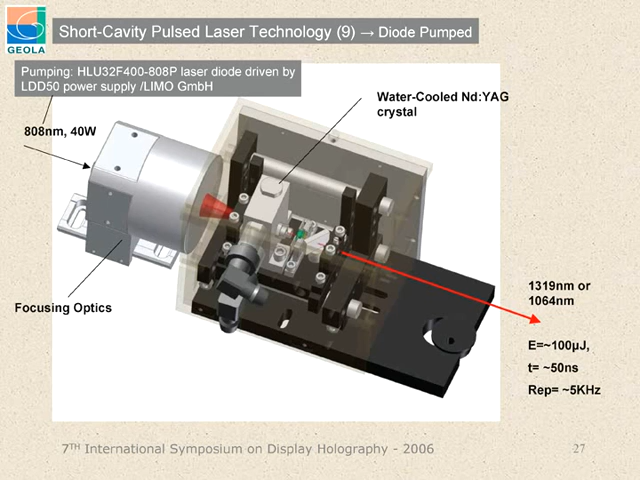 GEOLA
Short-Cavity Pulsed Laser Technology (9) → Diode Pumped
Pumping: HLU32F400-808P laser diode driven by
LDD50 power supply /LIMO GmbH
808nm, 40W
Water-Cooled Nd:YAG
crystal
Focusing Optics
1319nm or
1064nm
E=~100µJ,
t= ~50ns
Rep= ~5KHz
7TH International Symposium on Display Holography - 2006
27